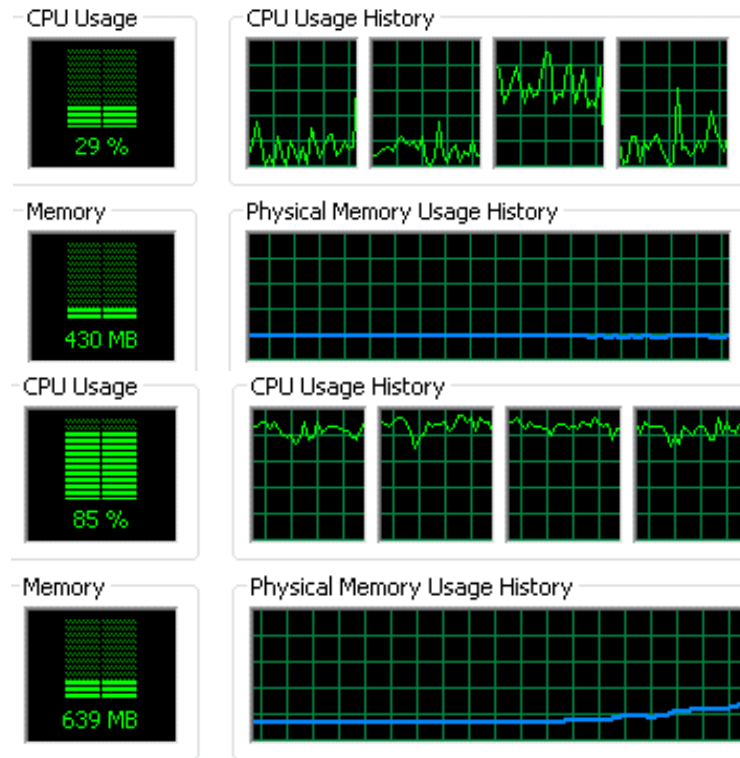 CPU Usage CPU Usage History
29 %
Memory Physical Memory Usage History
430 MB
CPU Usage CPU Usage History
85 %
Memory Physical Memory Usage History
639 MB